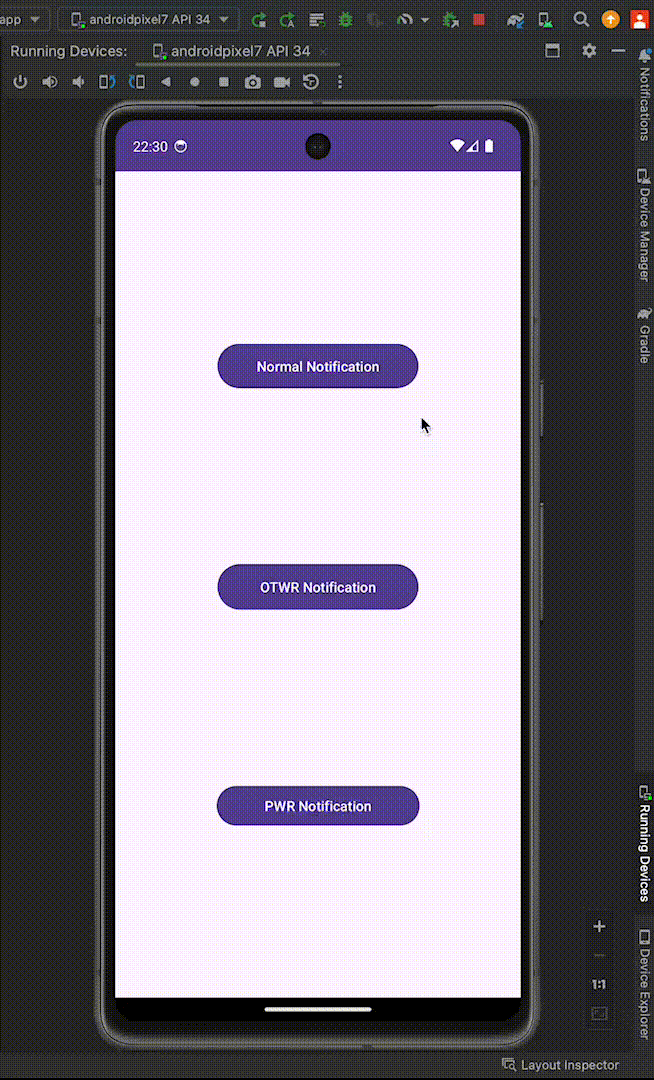 app
androidpixel7 API 34
Running Devices:
androidpixel7 API 34
22:30
Normal Notification
OTWR Notification
PWR Notification
Notifications
Device Manager
Gradle
Running Devices
Device Explorer
1:1
Layout Inspector